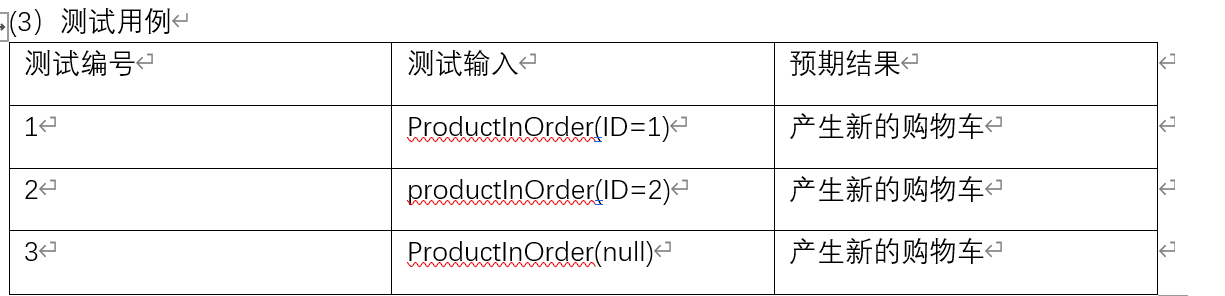 (3）测试用例
测试编号 测试输入 预期结果
1 ProductInOrder(ID=1) 产生新的购物车
2 productInOrder(ID=2) 产生新的购物车
3 ProductInOrder(null) 产生新的购物车